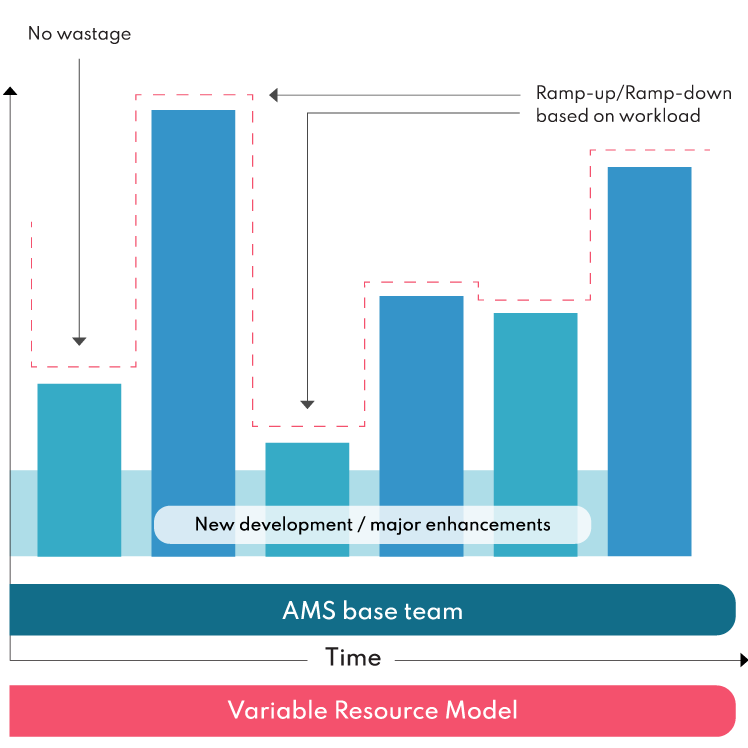 No wastage
Ramp-up/Ramp-down
based on workload
New development / major enhancements
AMS base team
Time
Variable Resource Model